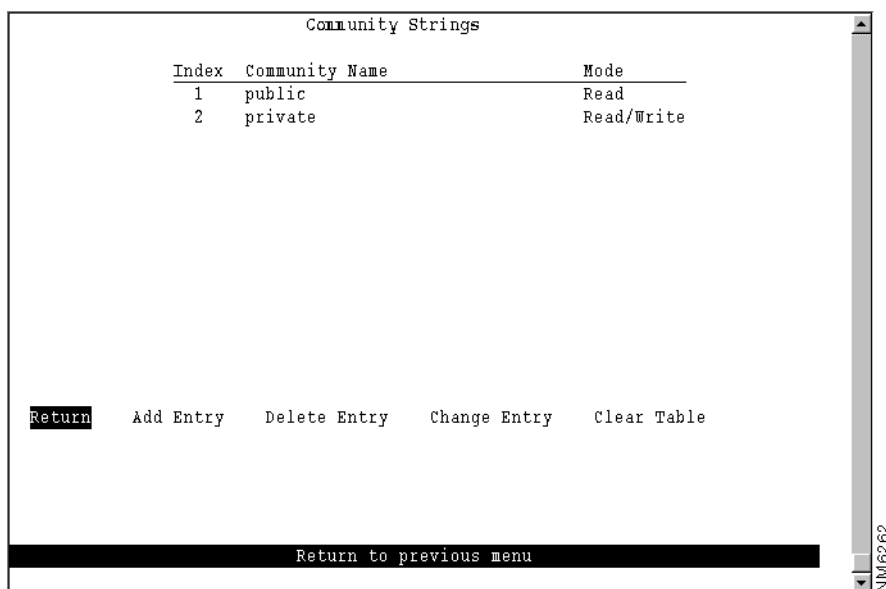 Community Strings
Index Community Name Mode
1 public Read
2 private Read/Write
Return Add Entry Delete Entry Change Entry Clear Table
Return to previous menu
NM6262